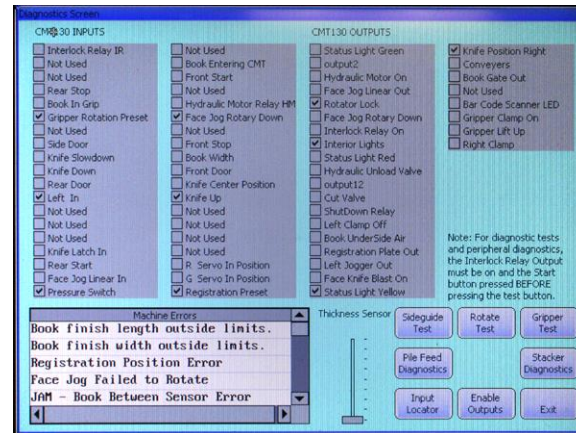 Diagnostics Screen
CMT130 INPUTS
Interlock Relay IR
Not Used
Not Used
Rear Stop
Book In Grip
Gripper Rotation Preset
Not Used
Side Door
Knife Slowdown
Knife Down
Rear Door
Left In
Not Used
Not Used
Not Used
Knife Latch In
Rear Start
Face Jog Linear In
Pressure Switch
Not Used
Book Entering CMT
Front Start
Not Used
Hydraulic Motor Relay HM
Face Jog Rotary Down
Not Used
Front Stop
Book Width
Front Door
Knife Center Position
Knife Up
Not Used
Not Used
Not Used
Not Used
R Servo In Position
G Servo In Position
Registration Preset
CMT130 OUTPUTS
Status Light Green
output2
Hydraulic Motor On
Face Jog Linear Out
Rotator Lock
Face Jog Rotary Down
Interlock Relay On
Interior Lights
Status Light Red
Hydraulic Unload Valve
output12
Cut Valve
ShutDown Relay
Left Clamp Off
Book UnderSide Air
Registration Plate Out
Left Jogger Out
Face Knife Blast On
Status Light Yellow
Knife Position Right
Conveyers
Book Gate Out
Not Used
Bar Code Scanner LED
Gripper Clamp On
Gripper Lift Up
Right Clamp
Note: For diagnostic tests
and peripheral diagnostics,
the Interlock Relay Output
must be on and the Start
button pressed BEFORE
pressing the test button.
Machine Errors
Book finish length outside limits.
Book finish width outside limits.
Registration Position Error
Face Jog Failed to Rotate
JAM - Book Between Sensor Error
Thickness Sensor
Sideguide
Test
Rotate
Test
Gripper
Test
Pile Feed
Diagnostics
Stacker
Diagnostics
Input
Locator
Enable
Outputs
Exit